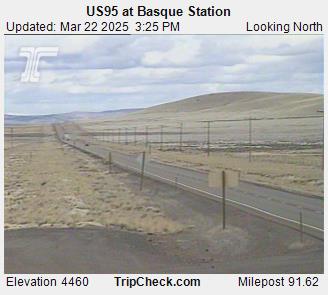 US95 at Basque Station
Updated: Mar 22 2025 3:25 PM Looking North
Elevation 4460 TripCheck.com Milepost 91.62